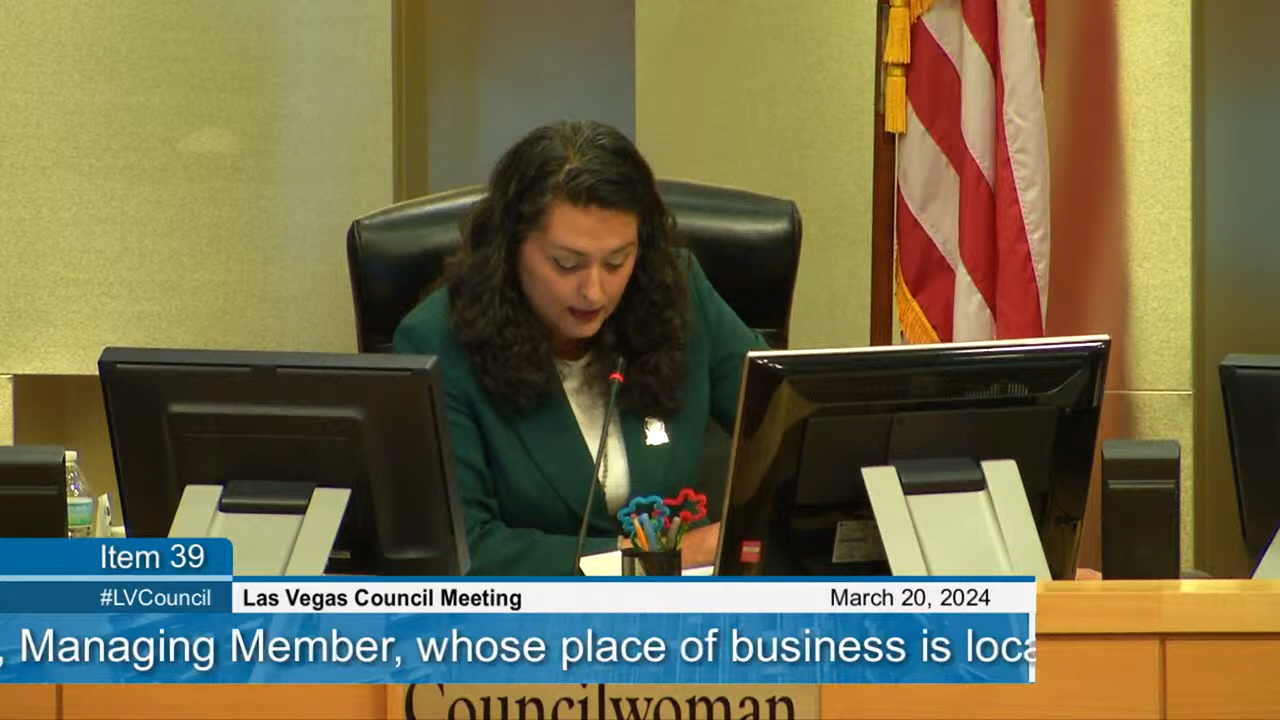 Item 39
#LVCouncil
Las Vegas Council Meeting
March 20, 2024
, Managing Member, whose place of business is loca
Councilwoman